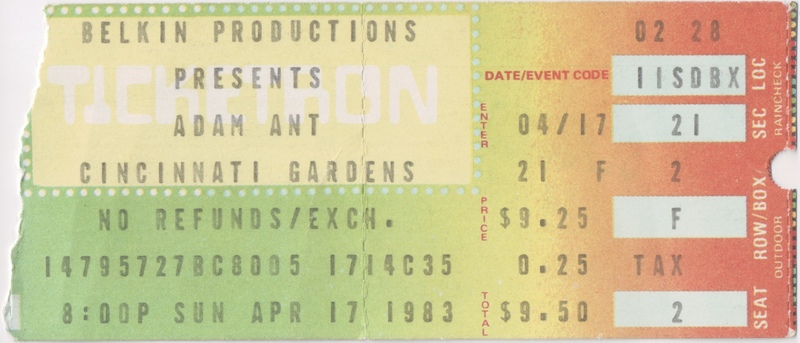 BELKIN PRODUCTIONS
PRESENTS
TICKETRON
ADAM ANT
CINCINNATI GARDENS
NO REFUNDS/EXCH.
14795727BC8005 1714C35
8:00P SUN APR 17 1983
02 28
DATE/EVENT CODE IISDBX
ENTER 04/17 21
21 F 2
PRICE $9.25 F
0.25 TAX
TOTAL $9.50 2
SEC LOC
RAINCHECK
ROW/BOX
OUTDOOR
SEAT